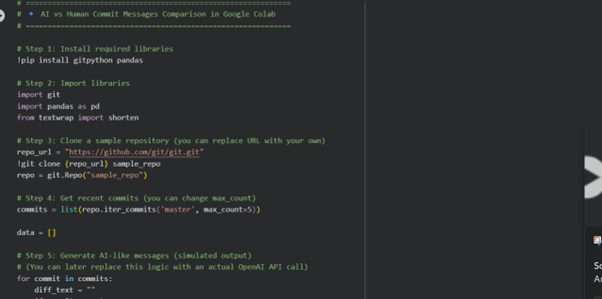 # ============================================================
# 🔹 AI vs Human Commit Messages Comparison in Google Colab
# ============================================================
# Step 1: Install required libraries
!pip install gitpython pandas
# Step 2: Import libraries
import git
import pandas as pd
from textwrap import shorten
# Step 3: Clone a sample repository (you can replace URL with your own)
repo_url = "https://github.com/git/git.git"
!git clone {repo_url} sample_repo
repo = git.Repo("sample_repo")
# Step 4: Get recent commits (you can change max_count)
commits = list(repo.iter_commits('master', max_count=5))
data = []
# Step 5: Generate AI-like messages (simulated output)
# (You can later replace this logic with an actual OpenAI API call)
for commit in commits:
diff_text = ""